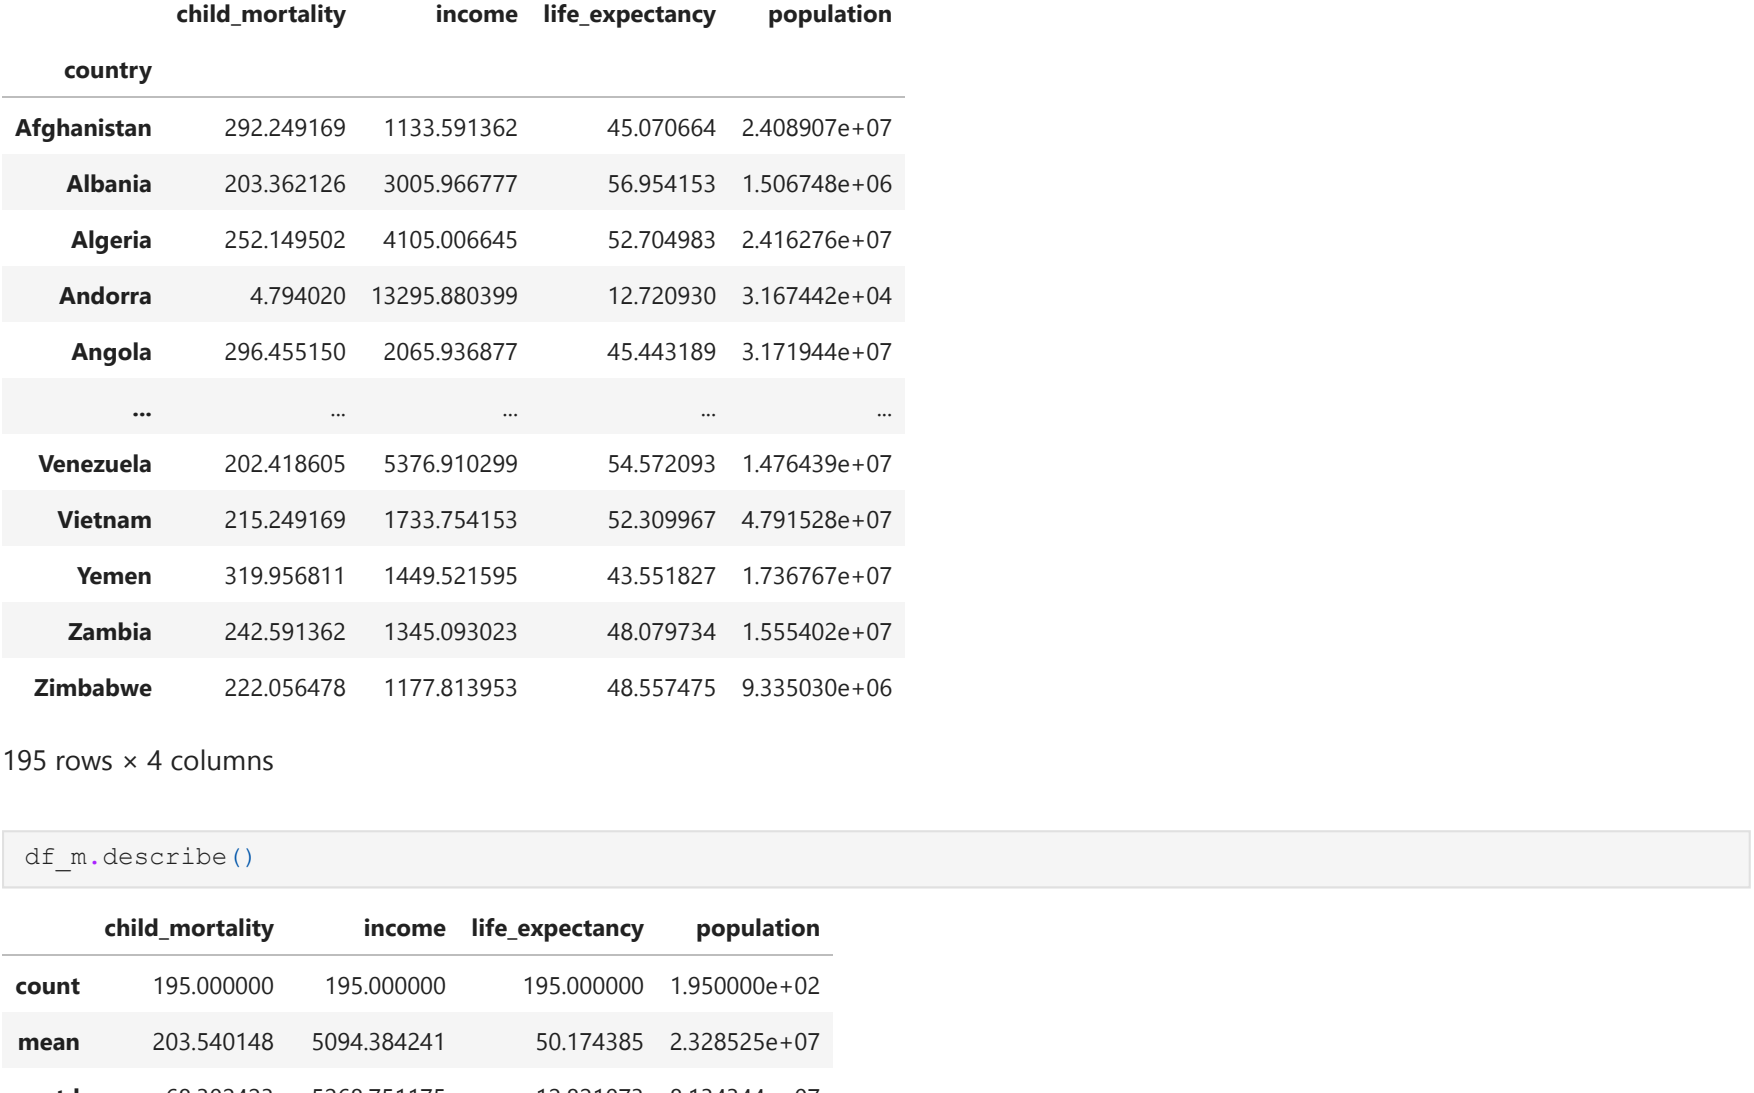 child_mortality income life_expectancy population
country
Afghanistan 292.249169 1133.591362 45.070664 2.408907e+07
Albania 203.362126 3005.966777 56.954153 1.506748e+06
Algeria 252.149502 4105.006645 52.704983 2.416276e+07
Andorra 4.794020 13295.880399 12.720930 3.167442e+04
Angola 296.455150 2065.936877 45.443189 3.171944e+07
... ... ... ... ...
Venezuela 202.418605 5376.910299 54.572093 1.476439e+07
Vietnam 215.249169 1733.754153 52.309967 4.791528e+07
Yemen 319.956811 1449.521595 43.551827 1.736767e+07
Zambia 242.591362 1345.093023 48.079734 1.555402e+07
Zimbabwe 222.056478 1177.813953 48.557475 9.335030e+06
195 rows × 4 columns
df_m.describe()
child_mortality income life_expectancy population
count 195.000000 195.000000 195.000000 1.950000e+02
mean 203.540148 5094.384241 50.174385 2.328525e+07